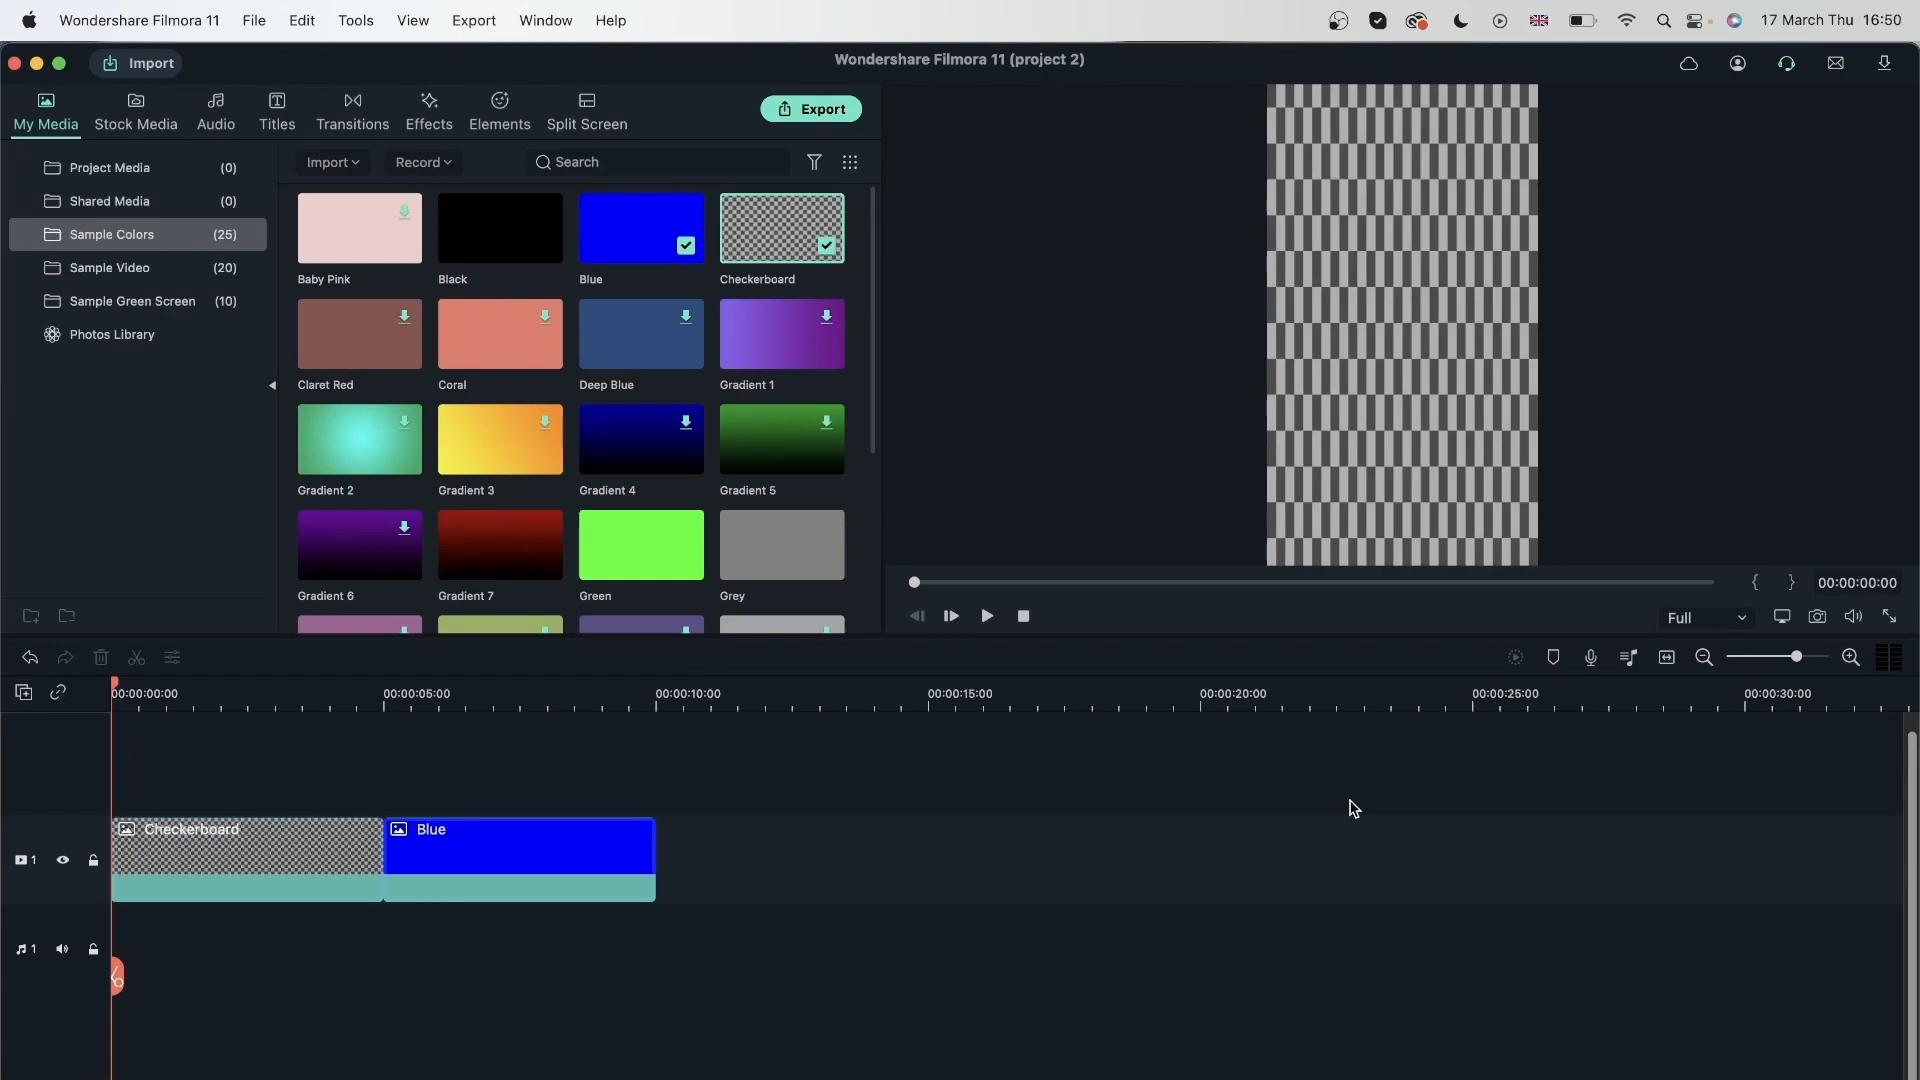 Wondershare Filmora 11 File Edit Tools View Export Window Help 17 March Thu 16:50
Import Wondershare Filmora 11 (project 2)
My Media Stock Media Audio Titles Transitions Effects Elements Split Screen Export
Project Media (0)
Shared Media (0)
Sample Colors (25)
Sample Video (20)
Sample Green Screen (10)
Photos Library
Import Record Search
Baby Pink Black Blue Checkerboard
Claret Red Coral Deep Blue Gradient 1
Gradient 2 Gradient 3 Gradient 4 Gradient 5
Gradient 6 Gradient 7 Green Grey
{ } 00:00:00:00
Full
00:00:00:00 00:00:05:00 00:00:10:00 00:00:15:00 00:00:20:00 00:00:25:00 00:00:30:00
Checkerboard Blue
1
1